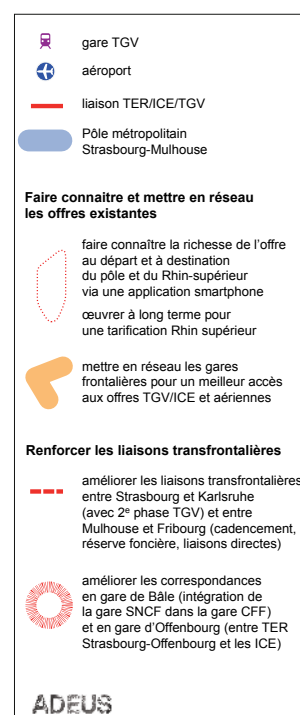 gare TGV
aéroport
liaison TER/ICE/TGV
Pôle métropolitain
Strasbourg-Mulhouse
Faire connaitre et mettre en réseau
les offres existantes
faire connaître la richesse de l'offre
au départ et à destination
du pôle et du Rhin-supérieur
via une application smartphone
œuvrer à long terme pour
une tarification Rhin supérieur
mettre en réseau les gares
frontalières pour un meilleur accès
aux offres TGV/ICE et aériennes
Renforcer les liaisons transfrontalières
améliorer les liaisons transfrontalières
entre Strasbourg et Karlsruhe
(avec 2e phase TGV) et entre
Mulhouse et Fribourg (cadencement,
réserve foncière, liaisons directes)
améliorer les correspondances
en gare de Bâle (intégration de
la gare SNCF dans la gare CFF)
et en gare d'Offenbourg (entre TER
Strasbourg-Offenbourg et les ICE)
ADEUS